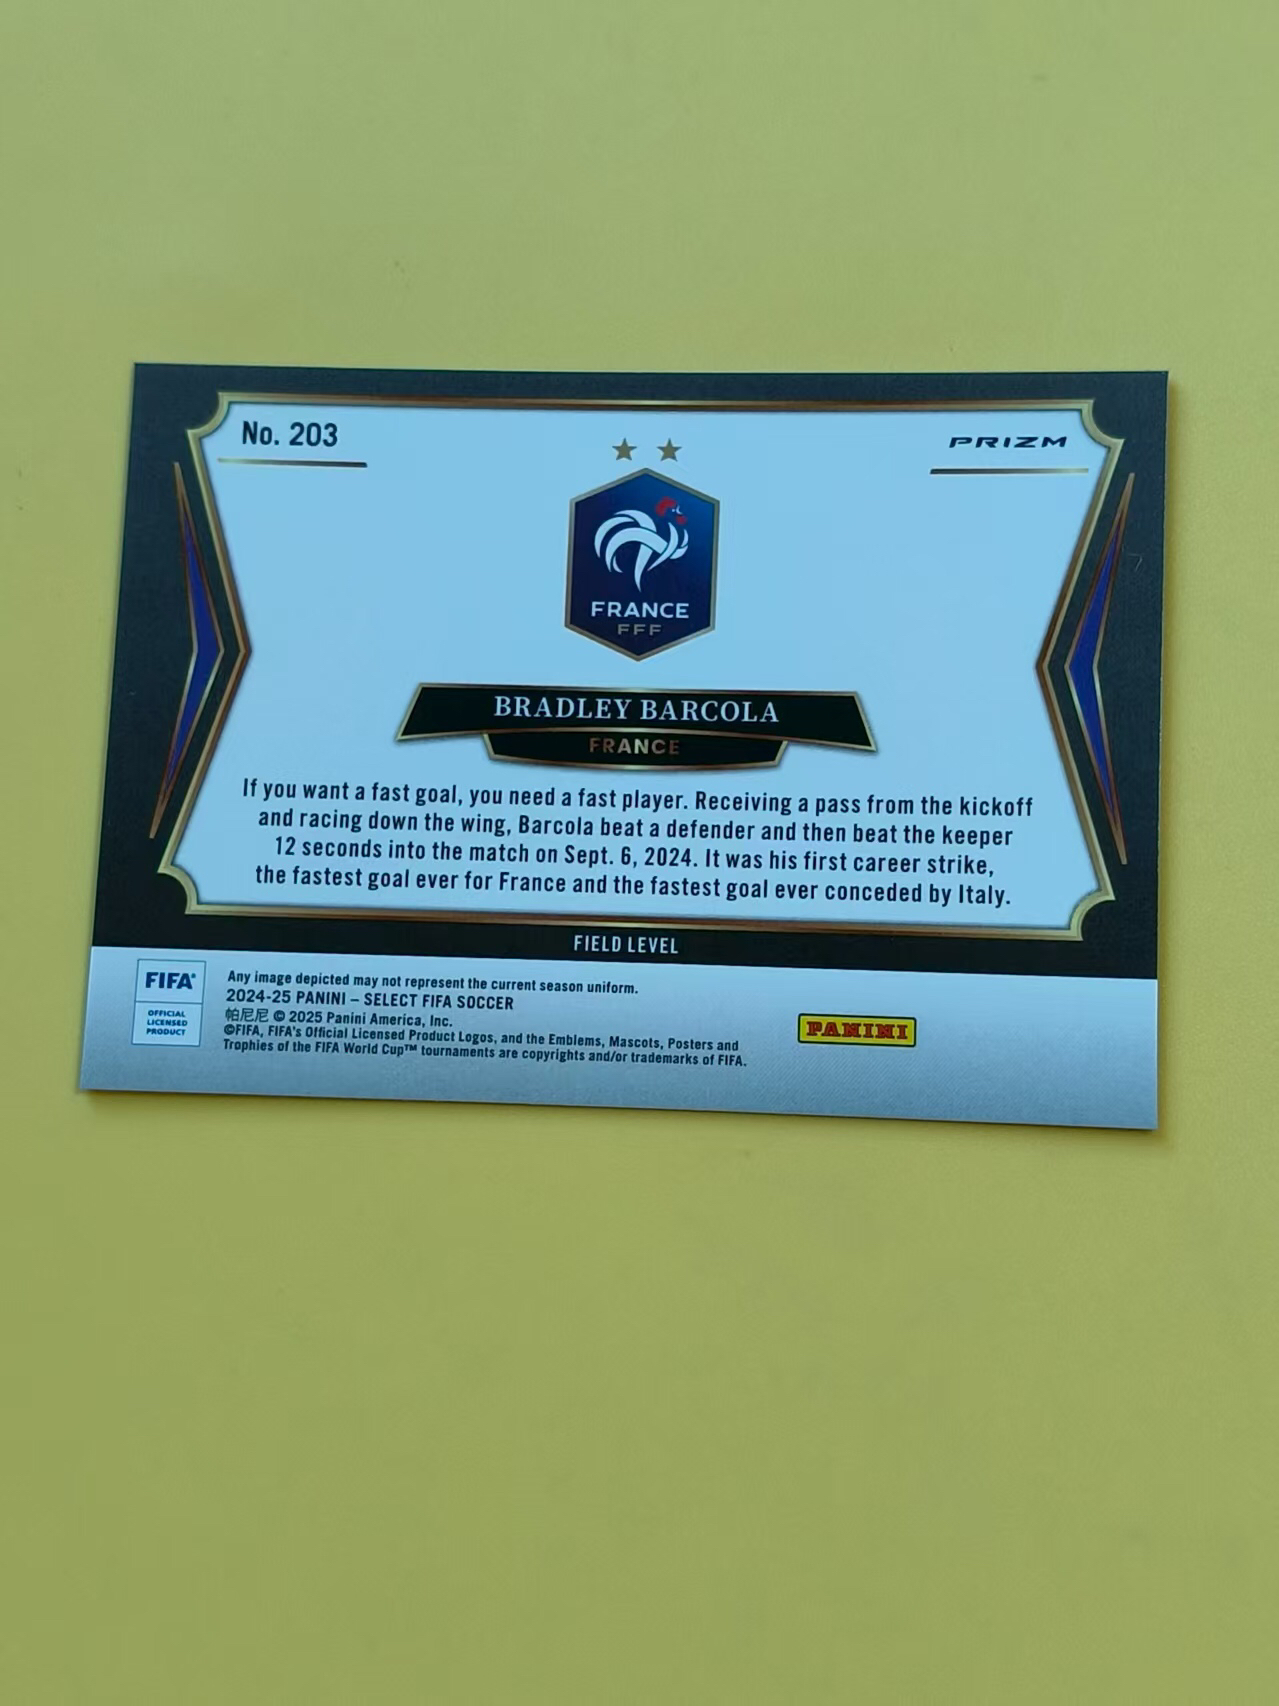 No. 203
PRIZM
FRANCE
FFF
BRADLEY BARCOLA
FRANCE
If you want a fast goal, you need a fast player. Receiving a pass from the kickoff
and racing down the wing, Barcola beat a defender and then beat the keeper
12 seconds into the match on Sept. 6, 2024. It was his first career strike,
the fastest goal ever for France and the fastest goal ever conceded by Italy.
FIELD LEVEL
FIFA®
OFFICIAL
LICENSED
PRODUCT
Any image depicted may not represent the current season uniform.
2024-25 PANINI – SELECT FIFA SOCCER
帕尼尼 © 2025 Panini America, Inc.
©FIFA, FIFA's Official Licensed Product Logos, and the Emblems, Mascots, Posters and
Trophies of the FIFA World Cup™ tournaments are copyrights and/or trademarks of FIFA.
PANINI